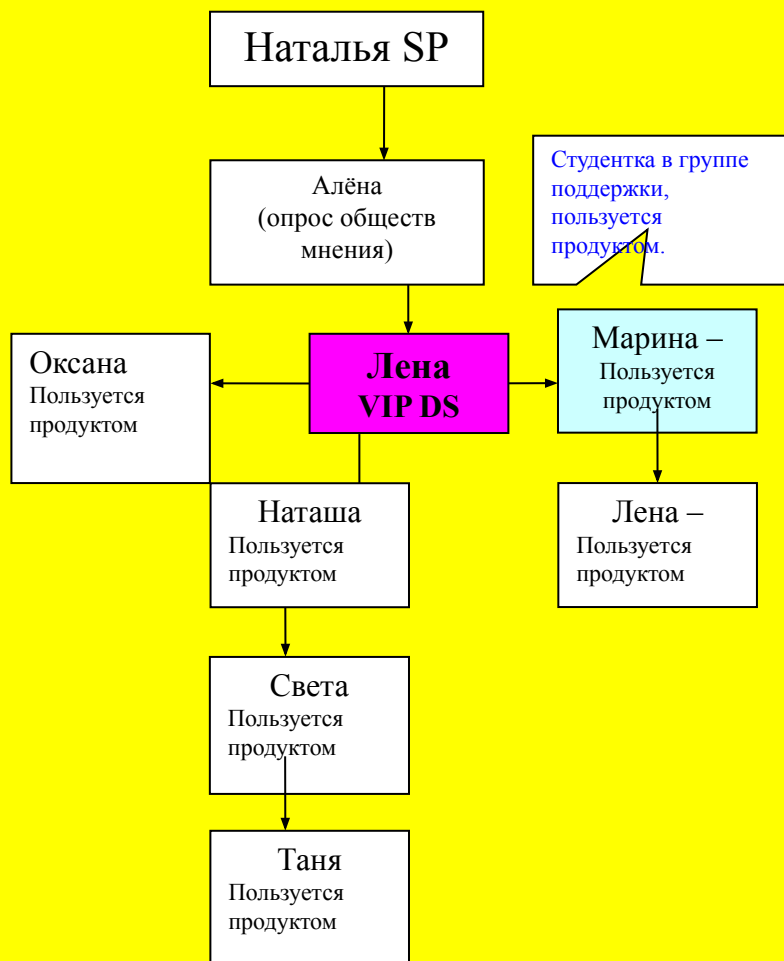 Наталья SP
Алёна
(опрос обществ
мнения)
Студентка в группе
поддержки,
пользуется
продуктом.
Оксана
Пользуется
продуктом
Лена
VIP DS
Марина –
Пользуется
продуктом
Наташа
Пользуется
продуктом
Лена –
Пользуется
продуктом
Света
Пользуется
продуктом
Таня
Пользуется
продуктом